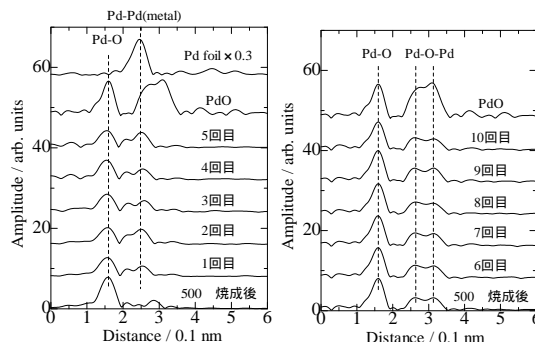 Pd-Pd(metal)
Pd-O
Pd foil×0.3
PdO
5回目
4回目
3回目
2回目
1回目
500 焼成後
60
40
20
0
0 1 2 3 4 5 6
Distance / 0.1 nm
Amplitude / arb. units
Pd-O Pd-O-Pd
PdO
10回目
9回目
8回目
7回目
6回目
500 焼成後
60
40
20
0
0 1 2 3 4 5 6
Distance / 0.1 nm
Amplitude / arb. units